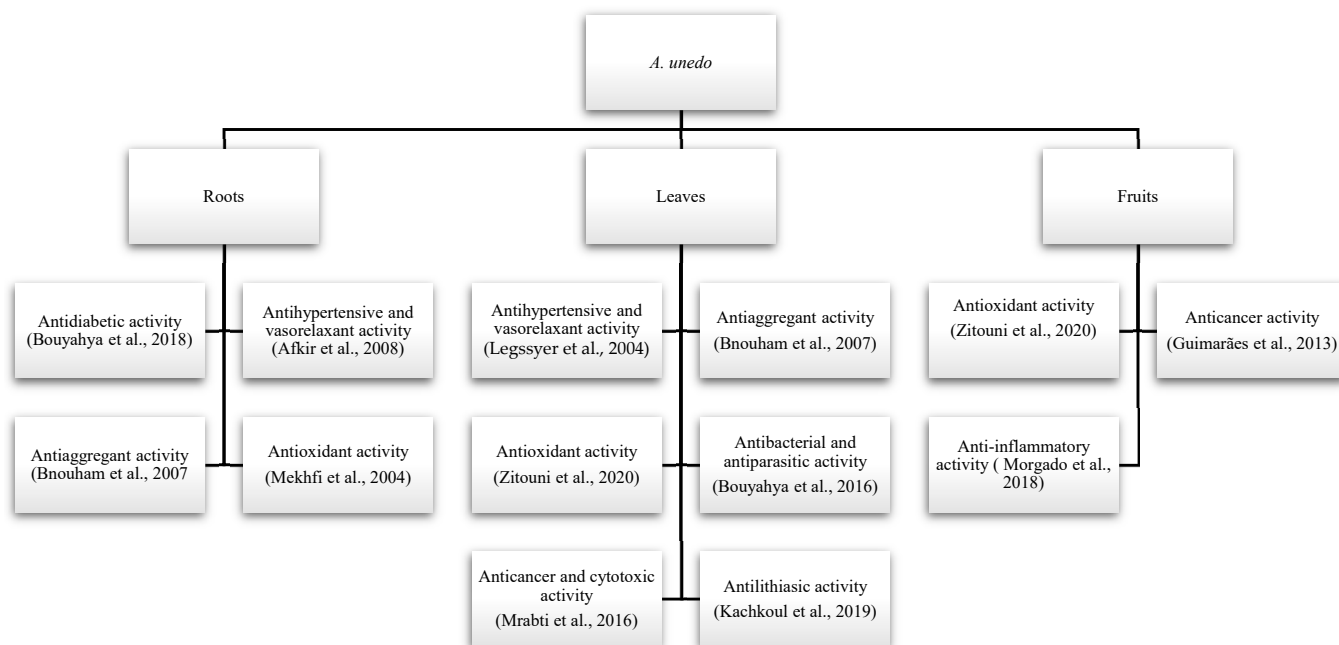 A. unedo
Roots
Leaves
Fruits
Antidiabetic activity
(Bouyahya et al., 2018)
Antihypertensive and
vasorelaxant activity
(Afkir et al., 2008)
Antiaggregant activity
(Bnouham et al., 2007
Antioxidant activity
(Mekhfi et al., 2004)
Antihypertensive and
vasorelaxant activity
(Legssyer et al., 2004)
Antiaggregant activity
(Bnouham et al., 2007)
Antioxidant activity
(Zitouni et al., 2020)
Antibacterial and
antiparasitic activity
(Bouyahya et al., 2016)
Anticancer and cytotoxic
activity
(Mrabti et al., 2016)
Antilithiasic activity
(Kachkoul et al., 2019)
Antioxidant activity
(Zitouni et al., 2020)
Anticancer activity
(Guimarães et al., 2013)
Anti-inflammatory
activity ( Morgado et al.,
2018)